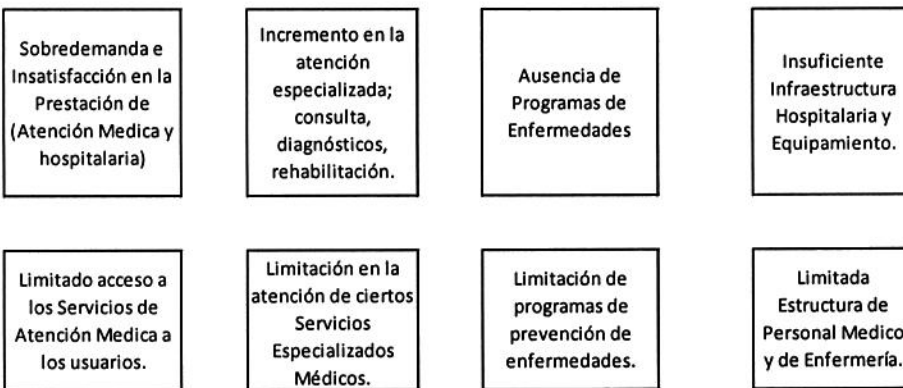 Sobredemanda e
Insatisfacción en la
Prestación de
(Atención Medica y
hospitalaria)
Incremento en la
atención
especializada;
consulta,
diagnósticos,
rehabilitación.
Ausencia de
Programas de
Enfermedades
Insuficiente
Infraestructura
Hospitalaria y
Equipamiento.
Limitado acceso a
los Servicios de
Atención Medica a
los usuarios.
Limitación en la
atención de ciertos
Servicios
Especializados
Médicos.
Limitación de
programas de
prevención de
enfermedades.
Limitada
Estructura de
Personal Medico
y de Enfermería.